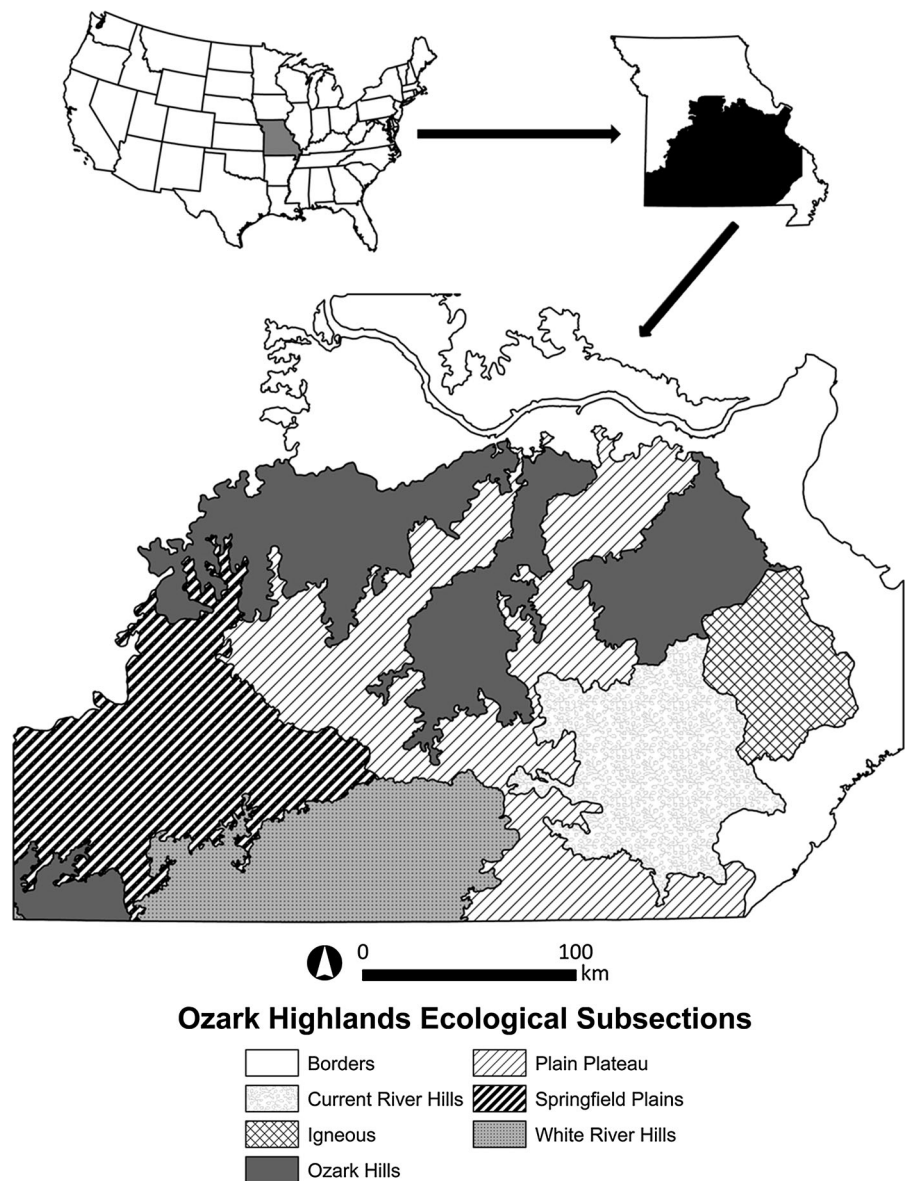 0 100
km
Ozark Highlands Ecological Subsections
Borders
Current River Hills
Igneous
Ozark Hills
Plain Plateau
Springfield Plains
White River Hills